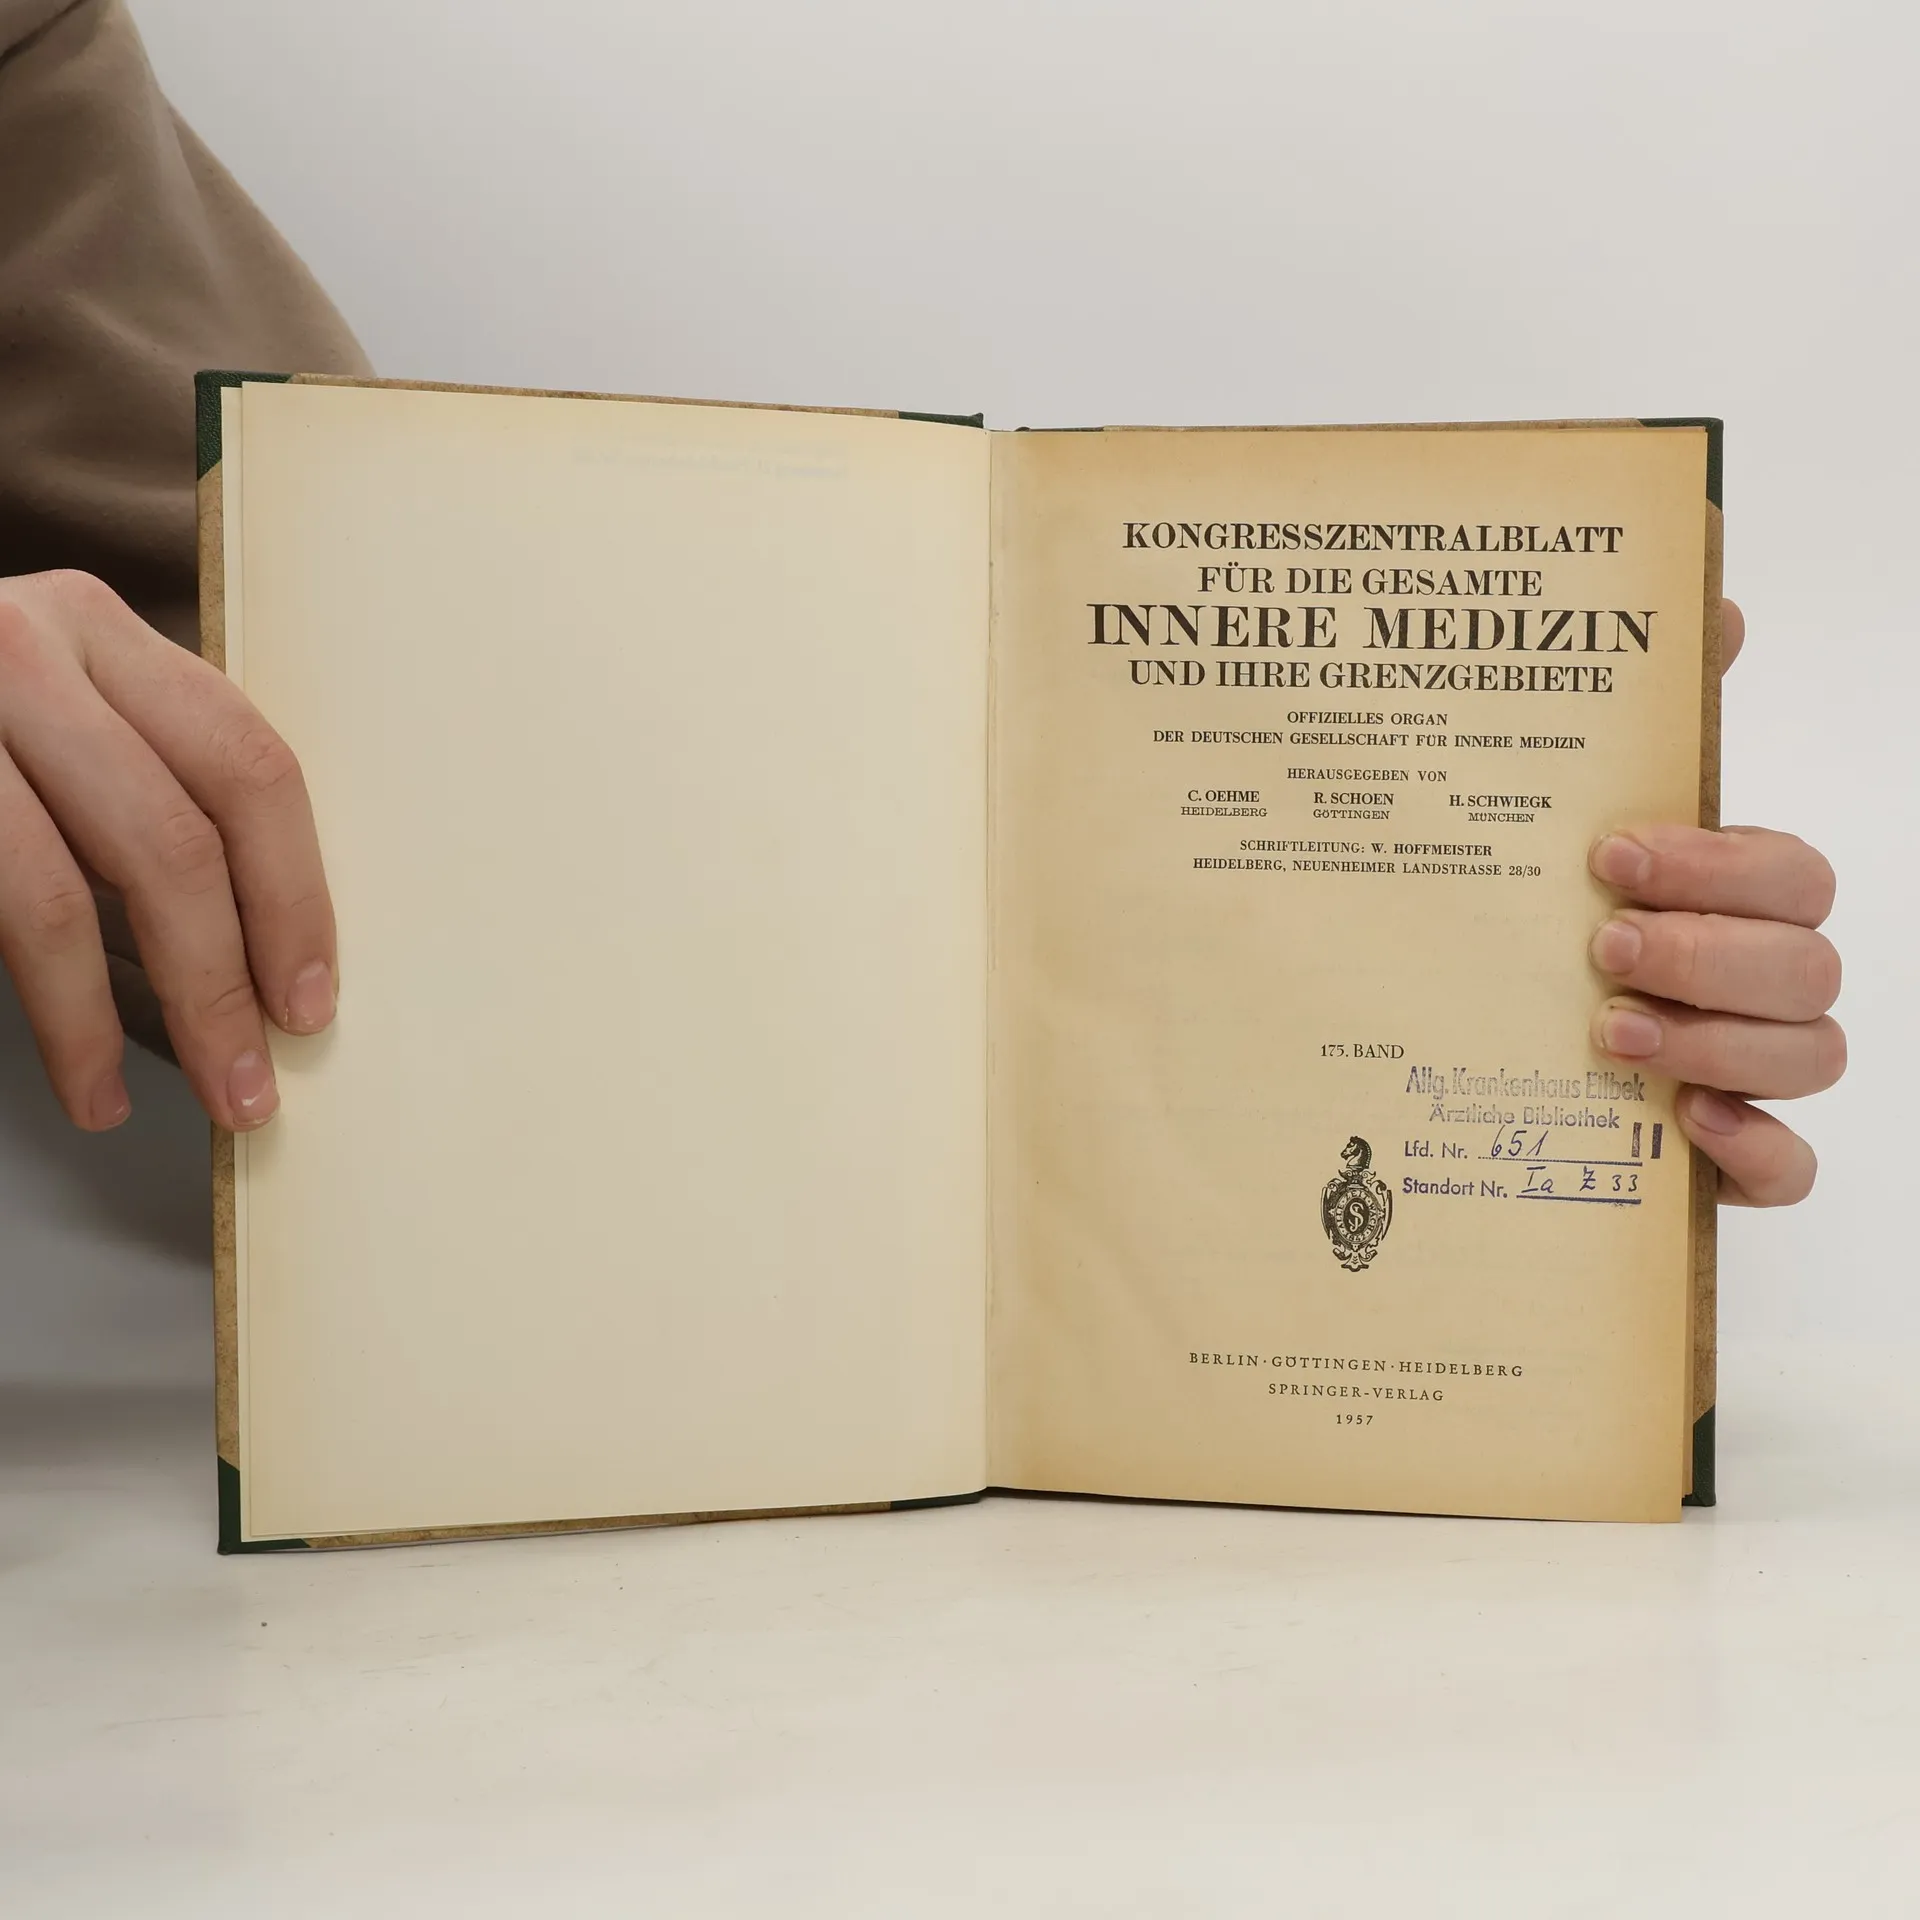 KONGRESSZENTRALBLATT
FÜR DIE GESAMTE
INNERE MEDIZIN
UND IHRE GRENZGEBIETE
OFFIZIELLES ORGAN
DER DEUTSCHEN GESELLSCHAFT FÜR INNERE MEDIZIN
HERAUSGEGEBEN VON
C. OEHME R. SCHOEN H. SCHWIEGK
HEIDELBERG GÖTTINGEN MÜNCHEN
SCHRIFTLEITUNG: W. HOFFMEISTER
HEIDELBERG, NEUENHEIMER LANDSTRASSE 28/30
175. BAND
Allg. Krankenhaus Eilbek
Ärztliche Bibliothek
Lfd. Nr. 651
Standort Nr. Ia Z 33
BERLIN · GÖTTINGEN · HEIDELBERG
SPRINGER-VERLAG
1957